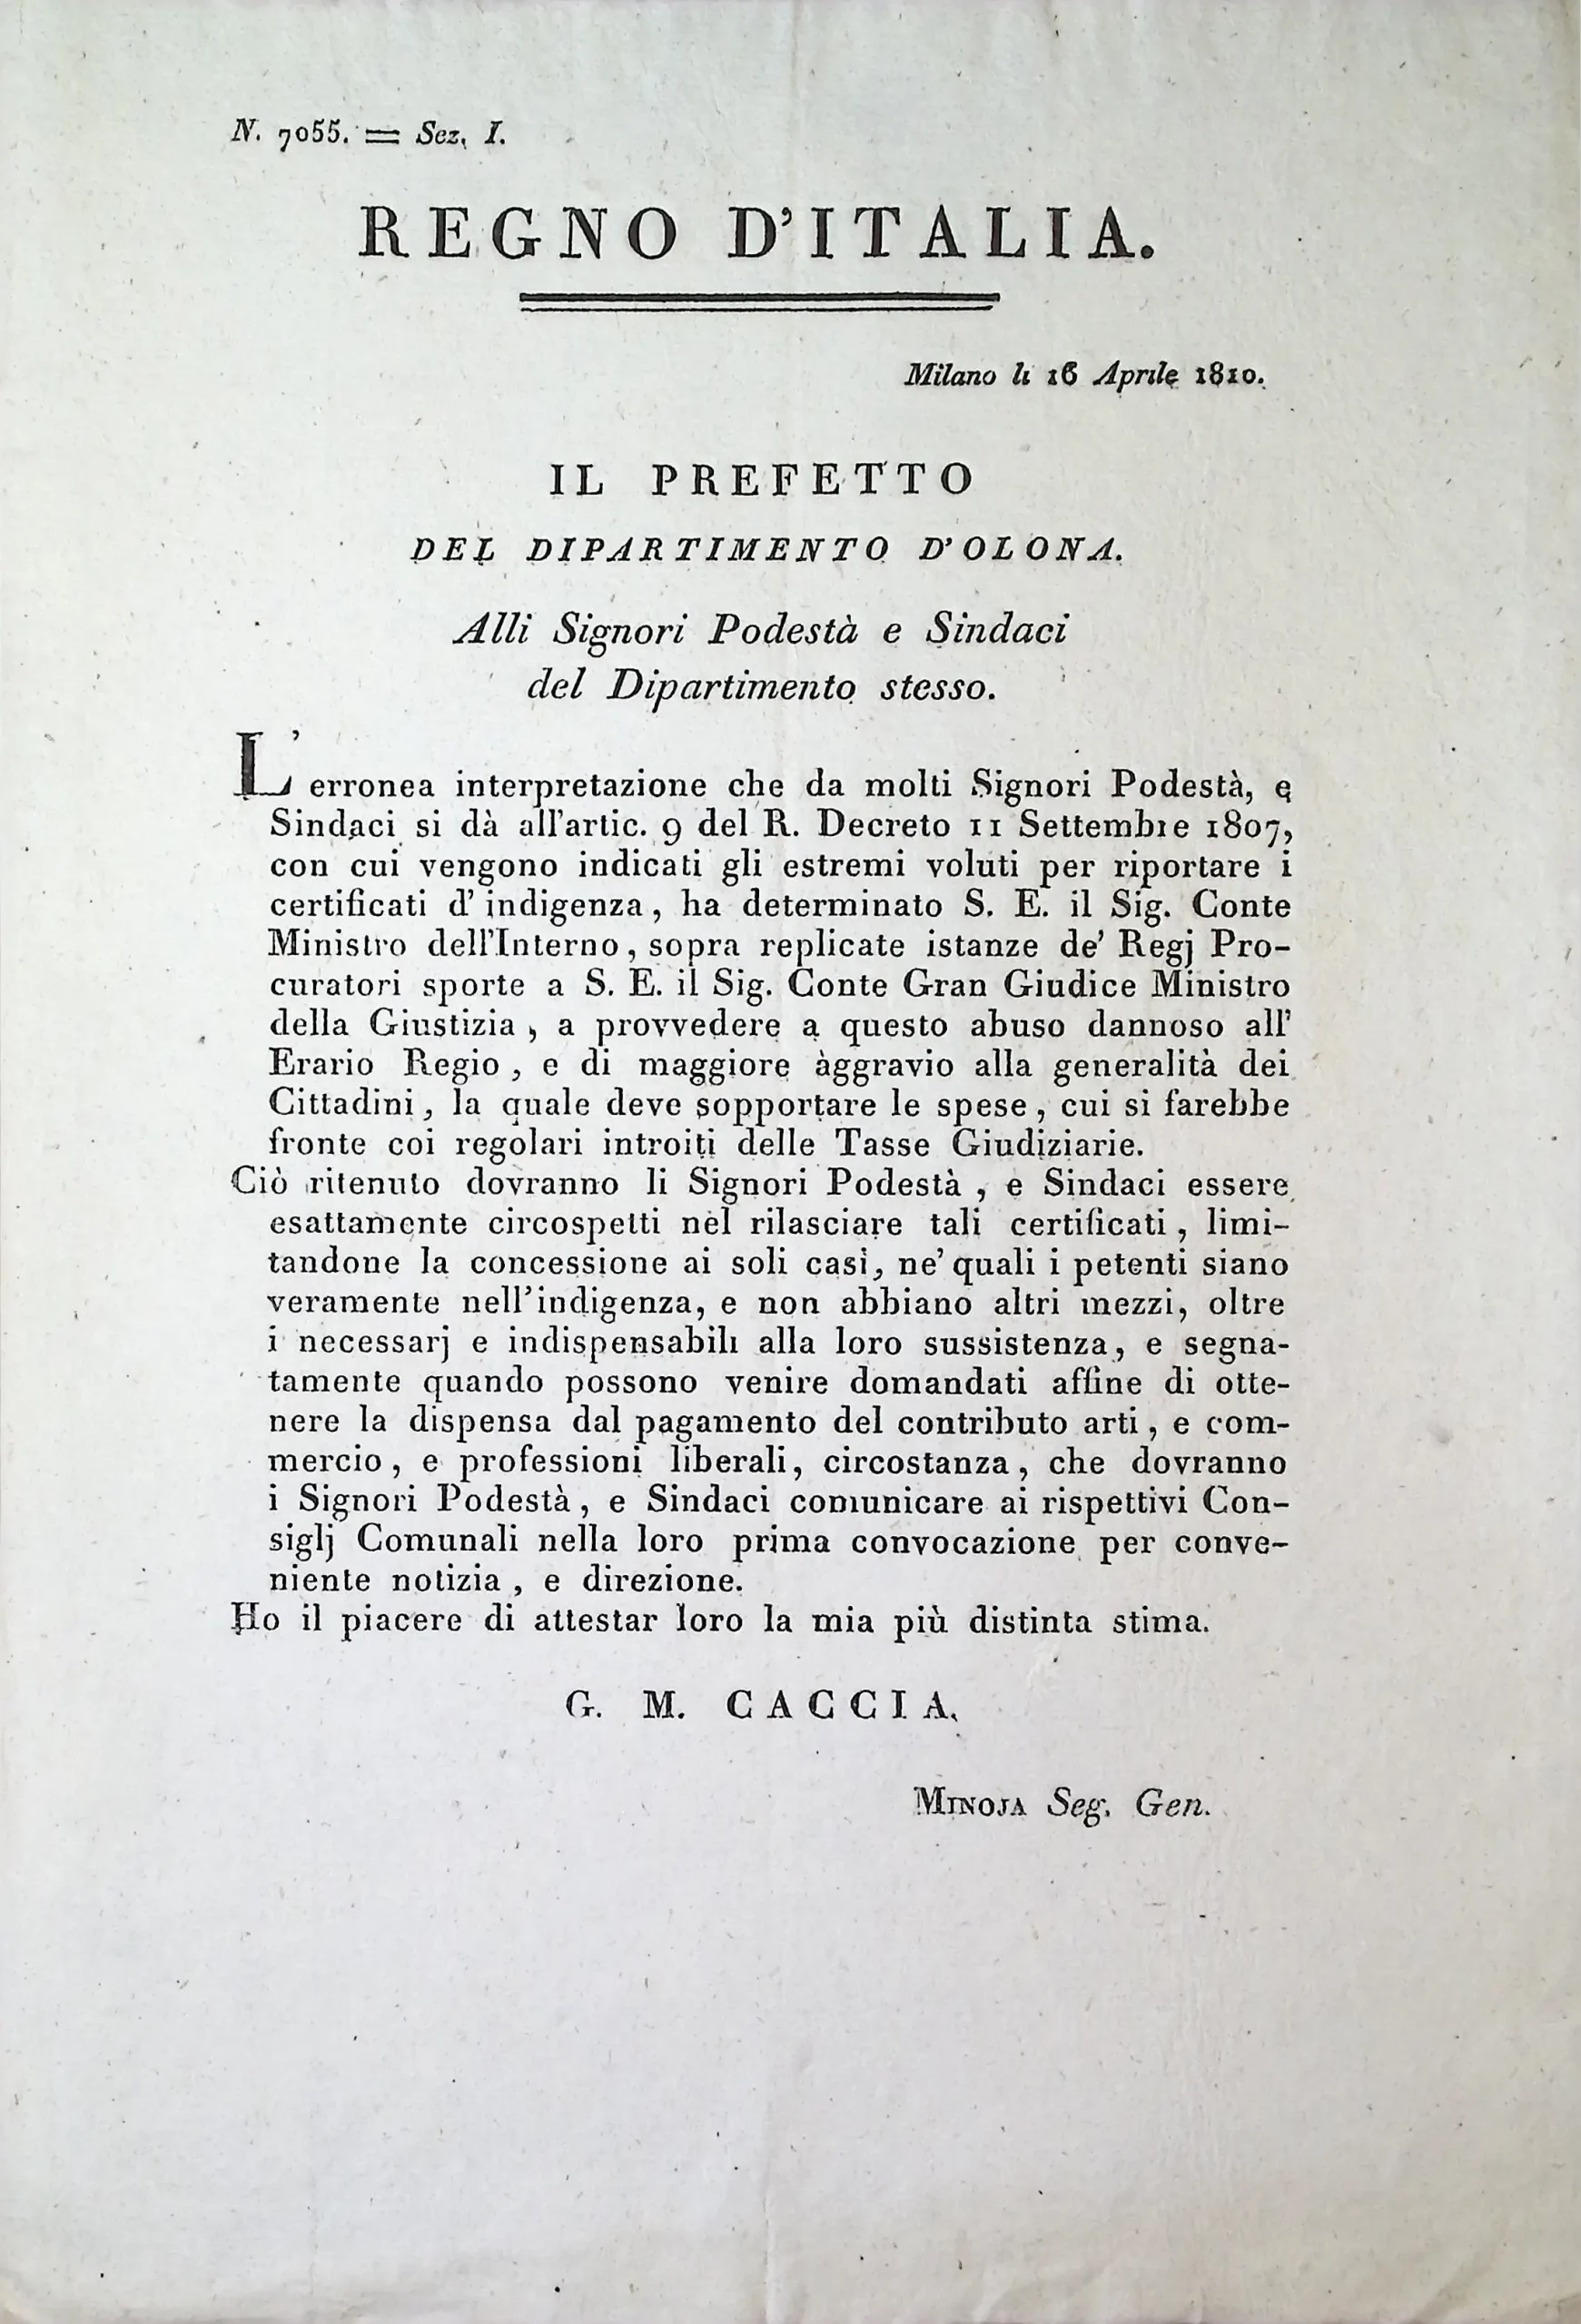 N. 7055. = Sez. I.
REGNO D'ITALIA.
Milano li 16 Aprile 1810.
IL PREFETTO
DEL DIPARTIMENTO D'OLONA.
Alli Signori Podestà e Sindaci
del Dipartimento stesso.
L'erronea interpretazione che da molti Signori Podestà, e
Sindaci si dà all'artic. 9 del R. Decreto 11 Settembre 1807,
con cui vengono indicati gli estremi voluti per riportare i
certificati d'indigenza, ha determinato S. E. il Sig. Conte
Ministro dell'Interno, sopra replicate istanze de' Regj Pro-
curatori sporte a S. E. il Sig. Conte Gran Giudice Ministro
della Giustizia, a provvedere a questo abuso dannoso all'
Erario Regio, e di maggiore aggravio alla generalità dei
Cittadini, la quale deve sopportare le spese, cui si farebbe
fronte coi regolari introiti delle Tasse Giudiziarie.
Ciò ritenuto dovranno li Signori Podestà, e Sindaci essere
esattamente circospetti nel rilasciare tali certificati, limi-
tandone la concessione ai soli casi, ne' quali i petenti siano
veramente nell'indigenza, e non abbiano altri mezzi, oltre
i necessarj e indispensabili alla loro sussistenza, e segna-
tamente quando possono venire domandati affine di otte-
nere la dispensa dal pagamento del contributo arti, e com-
mercio, e professioni liberali, circostanza, che dovranno
i Signori Podestà, e Sindaci comunicare ai rispettivi Con-
siglj Comunali nella loro prima convocazione per conve-
niente notizia, e direzione.
Ho il piacere di attestar loro la mia più distinta stima.
G. M. CACCIA.
MINOJA Seg. Gen.